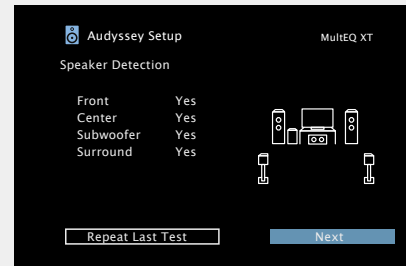 Audyssey Setup MultEQ XT
Speaker Detection
Front Yes
Center Yes
Subwoofer Yes
Surround Yes
Repeat Last Test Next